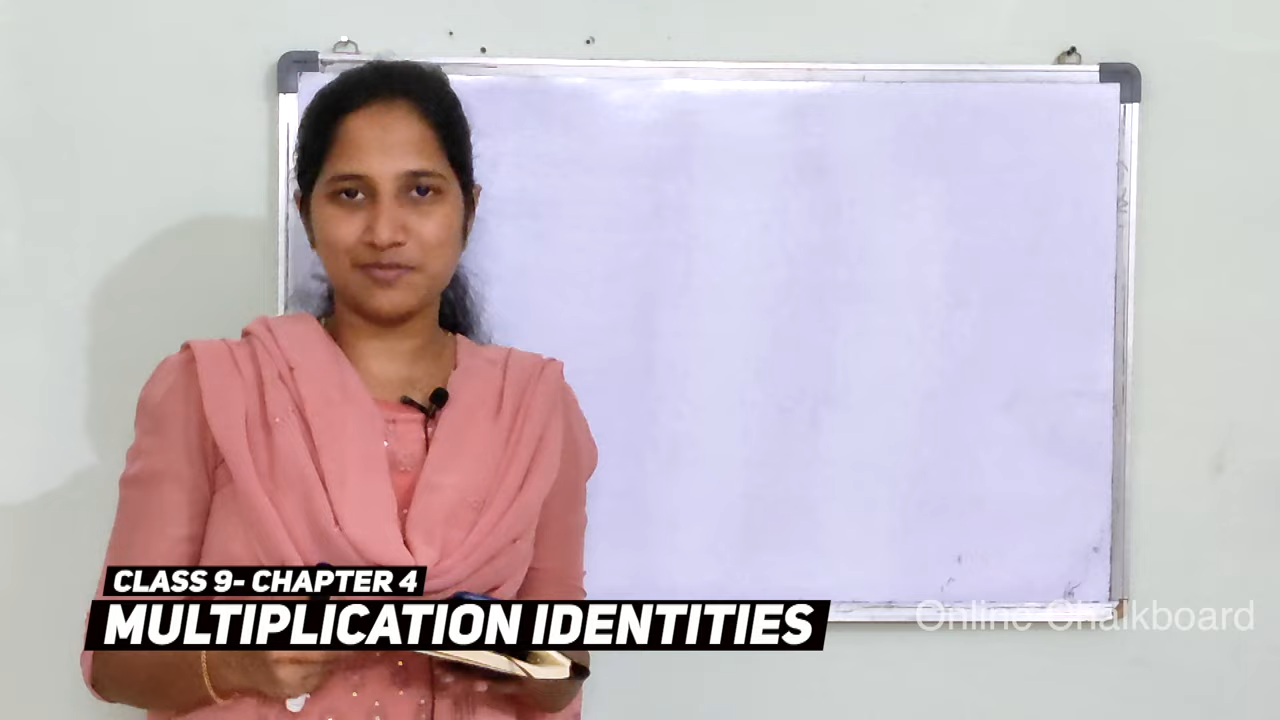 CLASS 9- CHAPTER 4
MULTIPLICATION IDENTITIES
Online Chalkboard